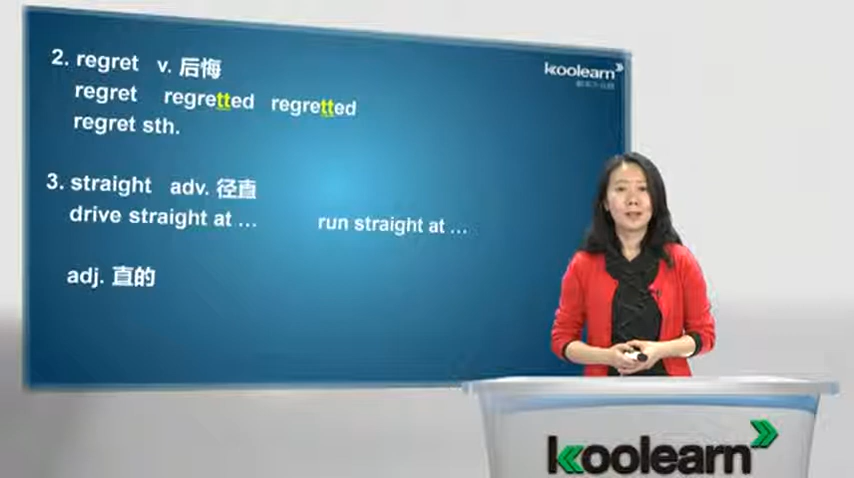 2. regret v. 后悔
regret regretted regretted
regret sth.
3. straight adv. 径直
drive straight at … run straight at …
adj. 直的
koolearn
koolearn